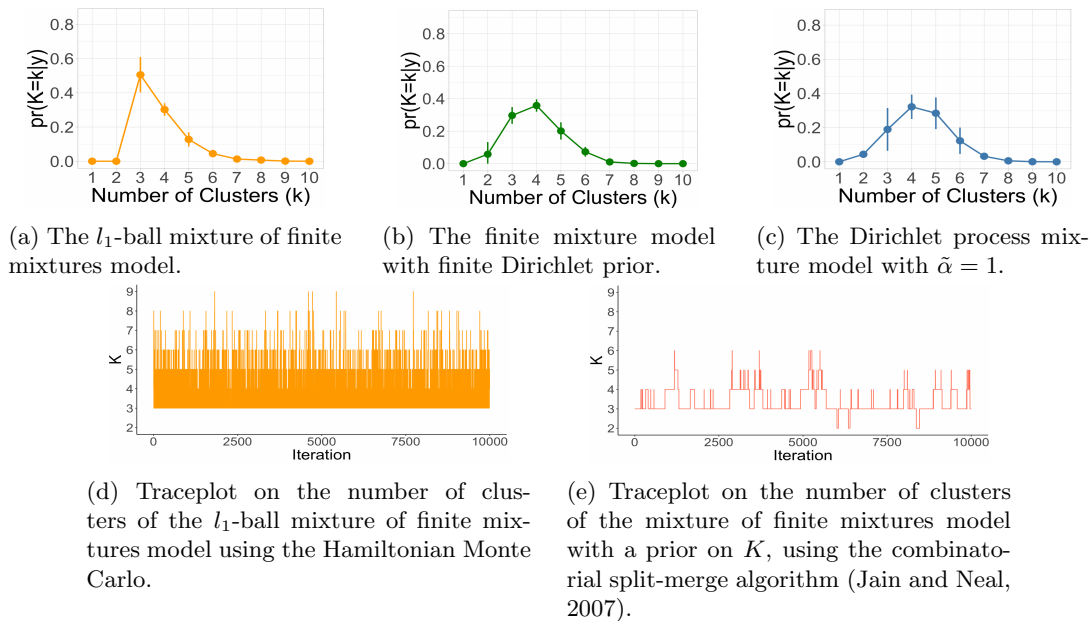 0.8
0.6
0.4
0.2
0.0
pr(K=k|y)
1 2 3 4 5 6 7 8 9 10
Number of Clusters (k)
0.8
0.6
0.4
0.2
0.0
pr(K=k|y)
1 2 3 4 5 6 7 8 9 10
Number of Clusters (k)
0.8
0.6
0.4
0.2
0.0
pr(K=k|y)
1 2 3 4 5 6 7 8 9 10
Number of Clusters (k)
(a) The l₁-ball mixture of finite
mixtures model.
(b) The finite mixture model
with finite Dirichlet prior.
(c) The Dirichlet process mix-
ture model with α̃ = 1.
9
8
7
6
5
4
3
2
K
0 2500 5000 7500 10000
Iteration
9
8
7
6
5
4
3
2
K
0 2500 5000 7500 10000
Iteration
(d) Traceplot on the number of clus-
ters of the l₁-ball mixture of finite mix-
tures model using the Hamiltonian Monte
Carlo.
(e) Traceplot on the number of clusters
of the mixture of finite mixtures model
with a prior on K, using the combinato-
rial split-merge algorithm (Jain and Neal,
2007).